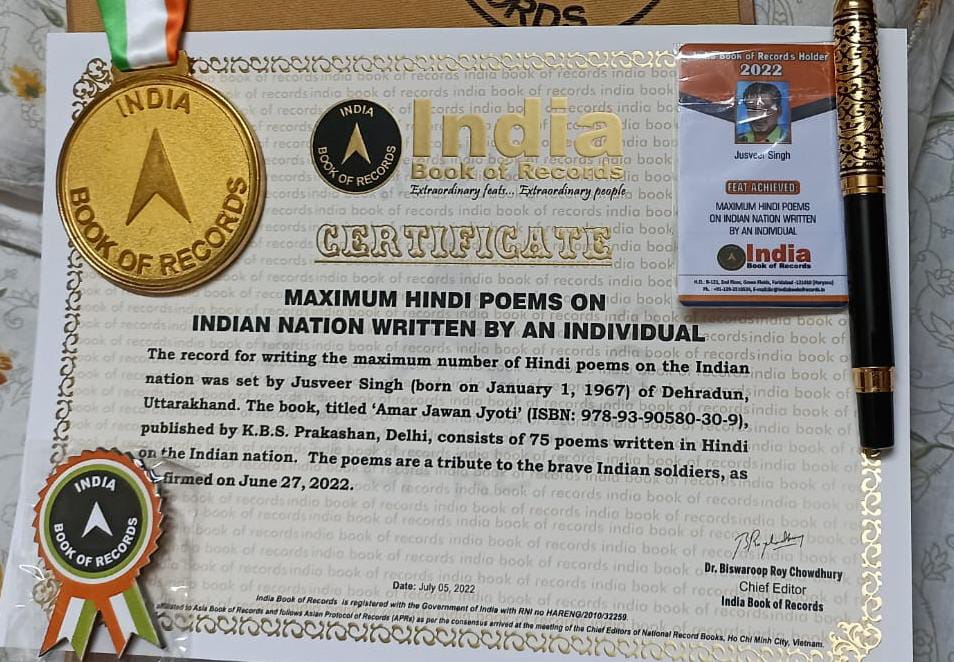 ORDS
INDIA
BOOK OF RECORDS
INDIA
BOOK OF RECORDS
India
Book of Records
Extraordinary feats... Extraordinary people
CERTIFICATE
Book of Records Holder
2022
Jusveer Singh
FEAT ACHIEVED:
MAXIMUM HINDI POEMS
ON INDIAN NATION WRITTEN
BY AN INDIVIDUAL
India
Book of Records
MAXIMUM HINDI POEMS ON
INDIAN NATION WRITTEN BY AN INDIVIDUAL
The record for writing the maximum number of Hindi poems on the Indian
nation was set by Jusveer Singh (born on January 1, 1967) of Dehradun,
Uttarakhand. The book, titled ‘Amar Jawan Jyoti’ (ISBN: 978-93-90580-30-9),
published by K.B.S. Prakashan, Delhi, consists of 75 poems written in Hindi
on the Indian nation. The poems are a tribute to the brave Indian soldiers, as
firmed on June 27, 2022.
INDIA
BOOK OF RECORDS
Dr. Biswaroop Roy Chowdhury
Chief Editor
India Book of Records
Date: July 05, 2022
India Book of Records is registered with the Government of India with RNI no HARENG/2010/32259.
affiliated to Asia Book of Records and follows Asian Protocol of Records (APRs) as per the consensus arrived at the meeting of the Chief Editors of National Record Books, Ho Chi Minh City, Vietnam.